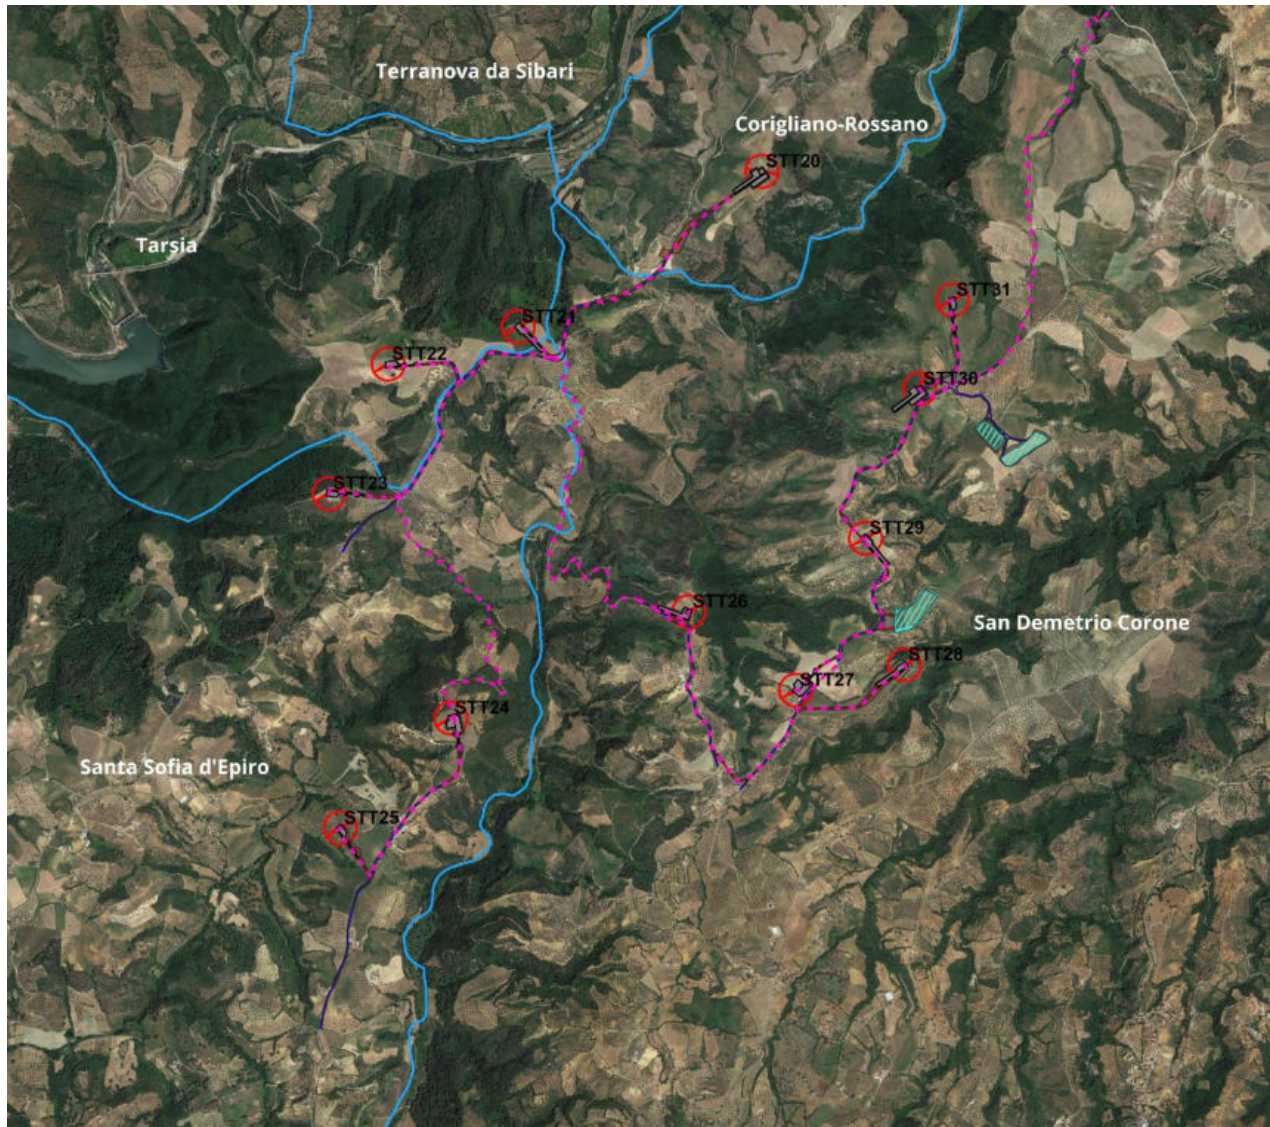 Terranova da Sibari
Corigliano-Rossano
STT20
Tarsia
STT31
STT21
STT22
STT30
STT23
STT29
STT26
San Demetrio Corone
STT28
STT27
STT24
Santa Sofia d'Epiro
STT25